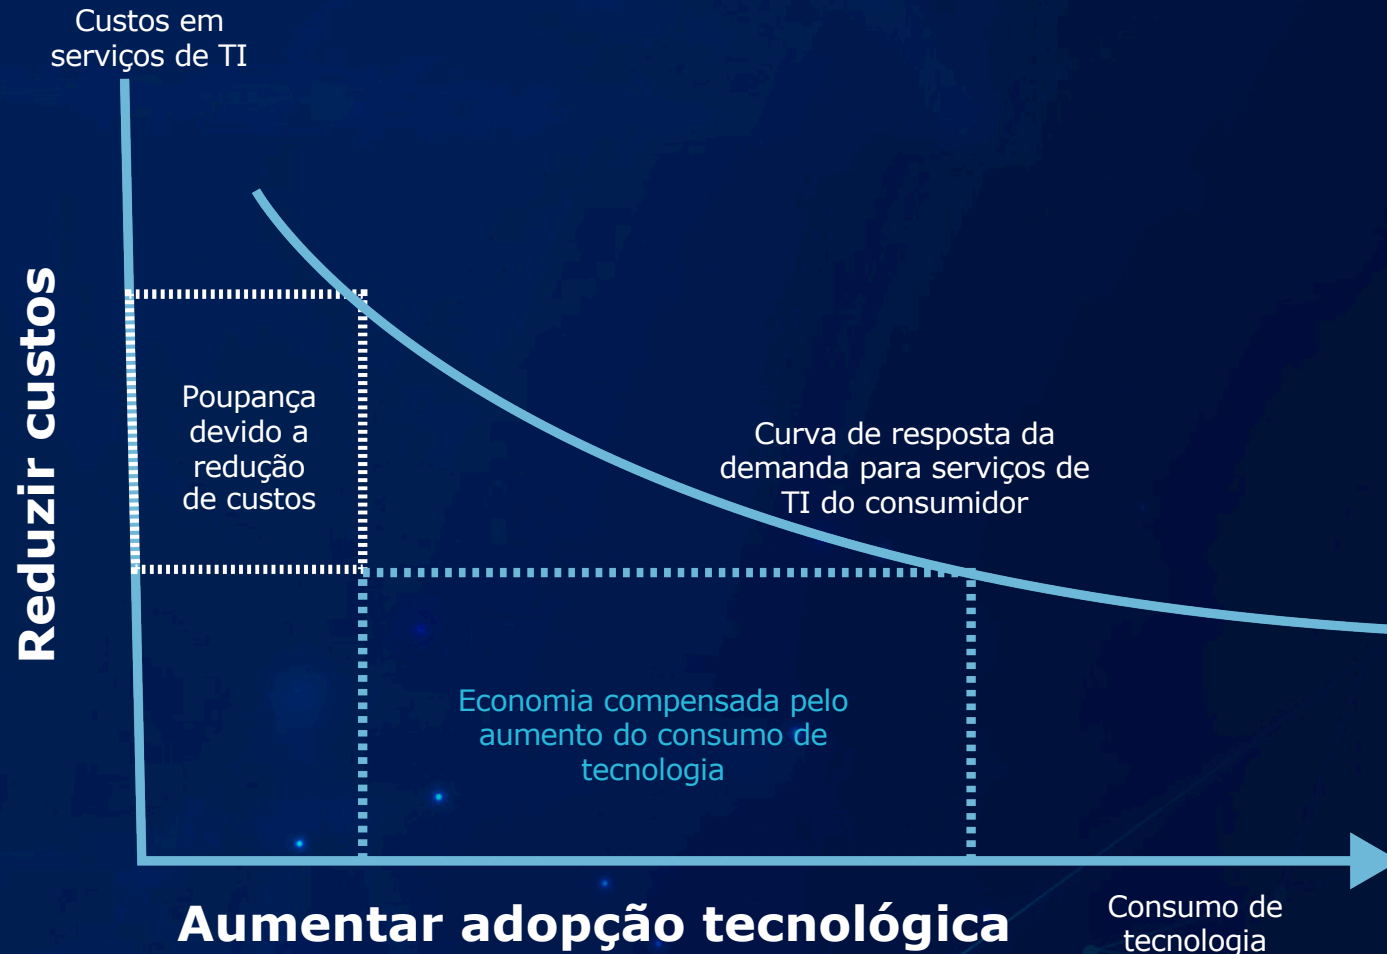 Custos em
serviços de TI
Reduzir custos
Poupança
devido a
redução
de custos
Curva de resposta da
demanda para serviços de
TI do consumidor
Economia compensada pelo
aumento do consumo de
tecnologia
Aumentar adopção tecnológica
Consumo de
tecnologia